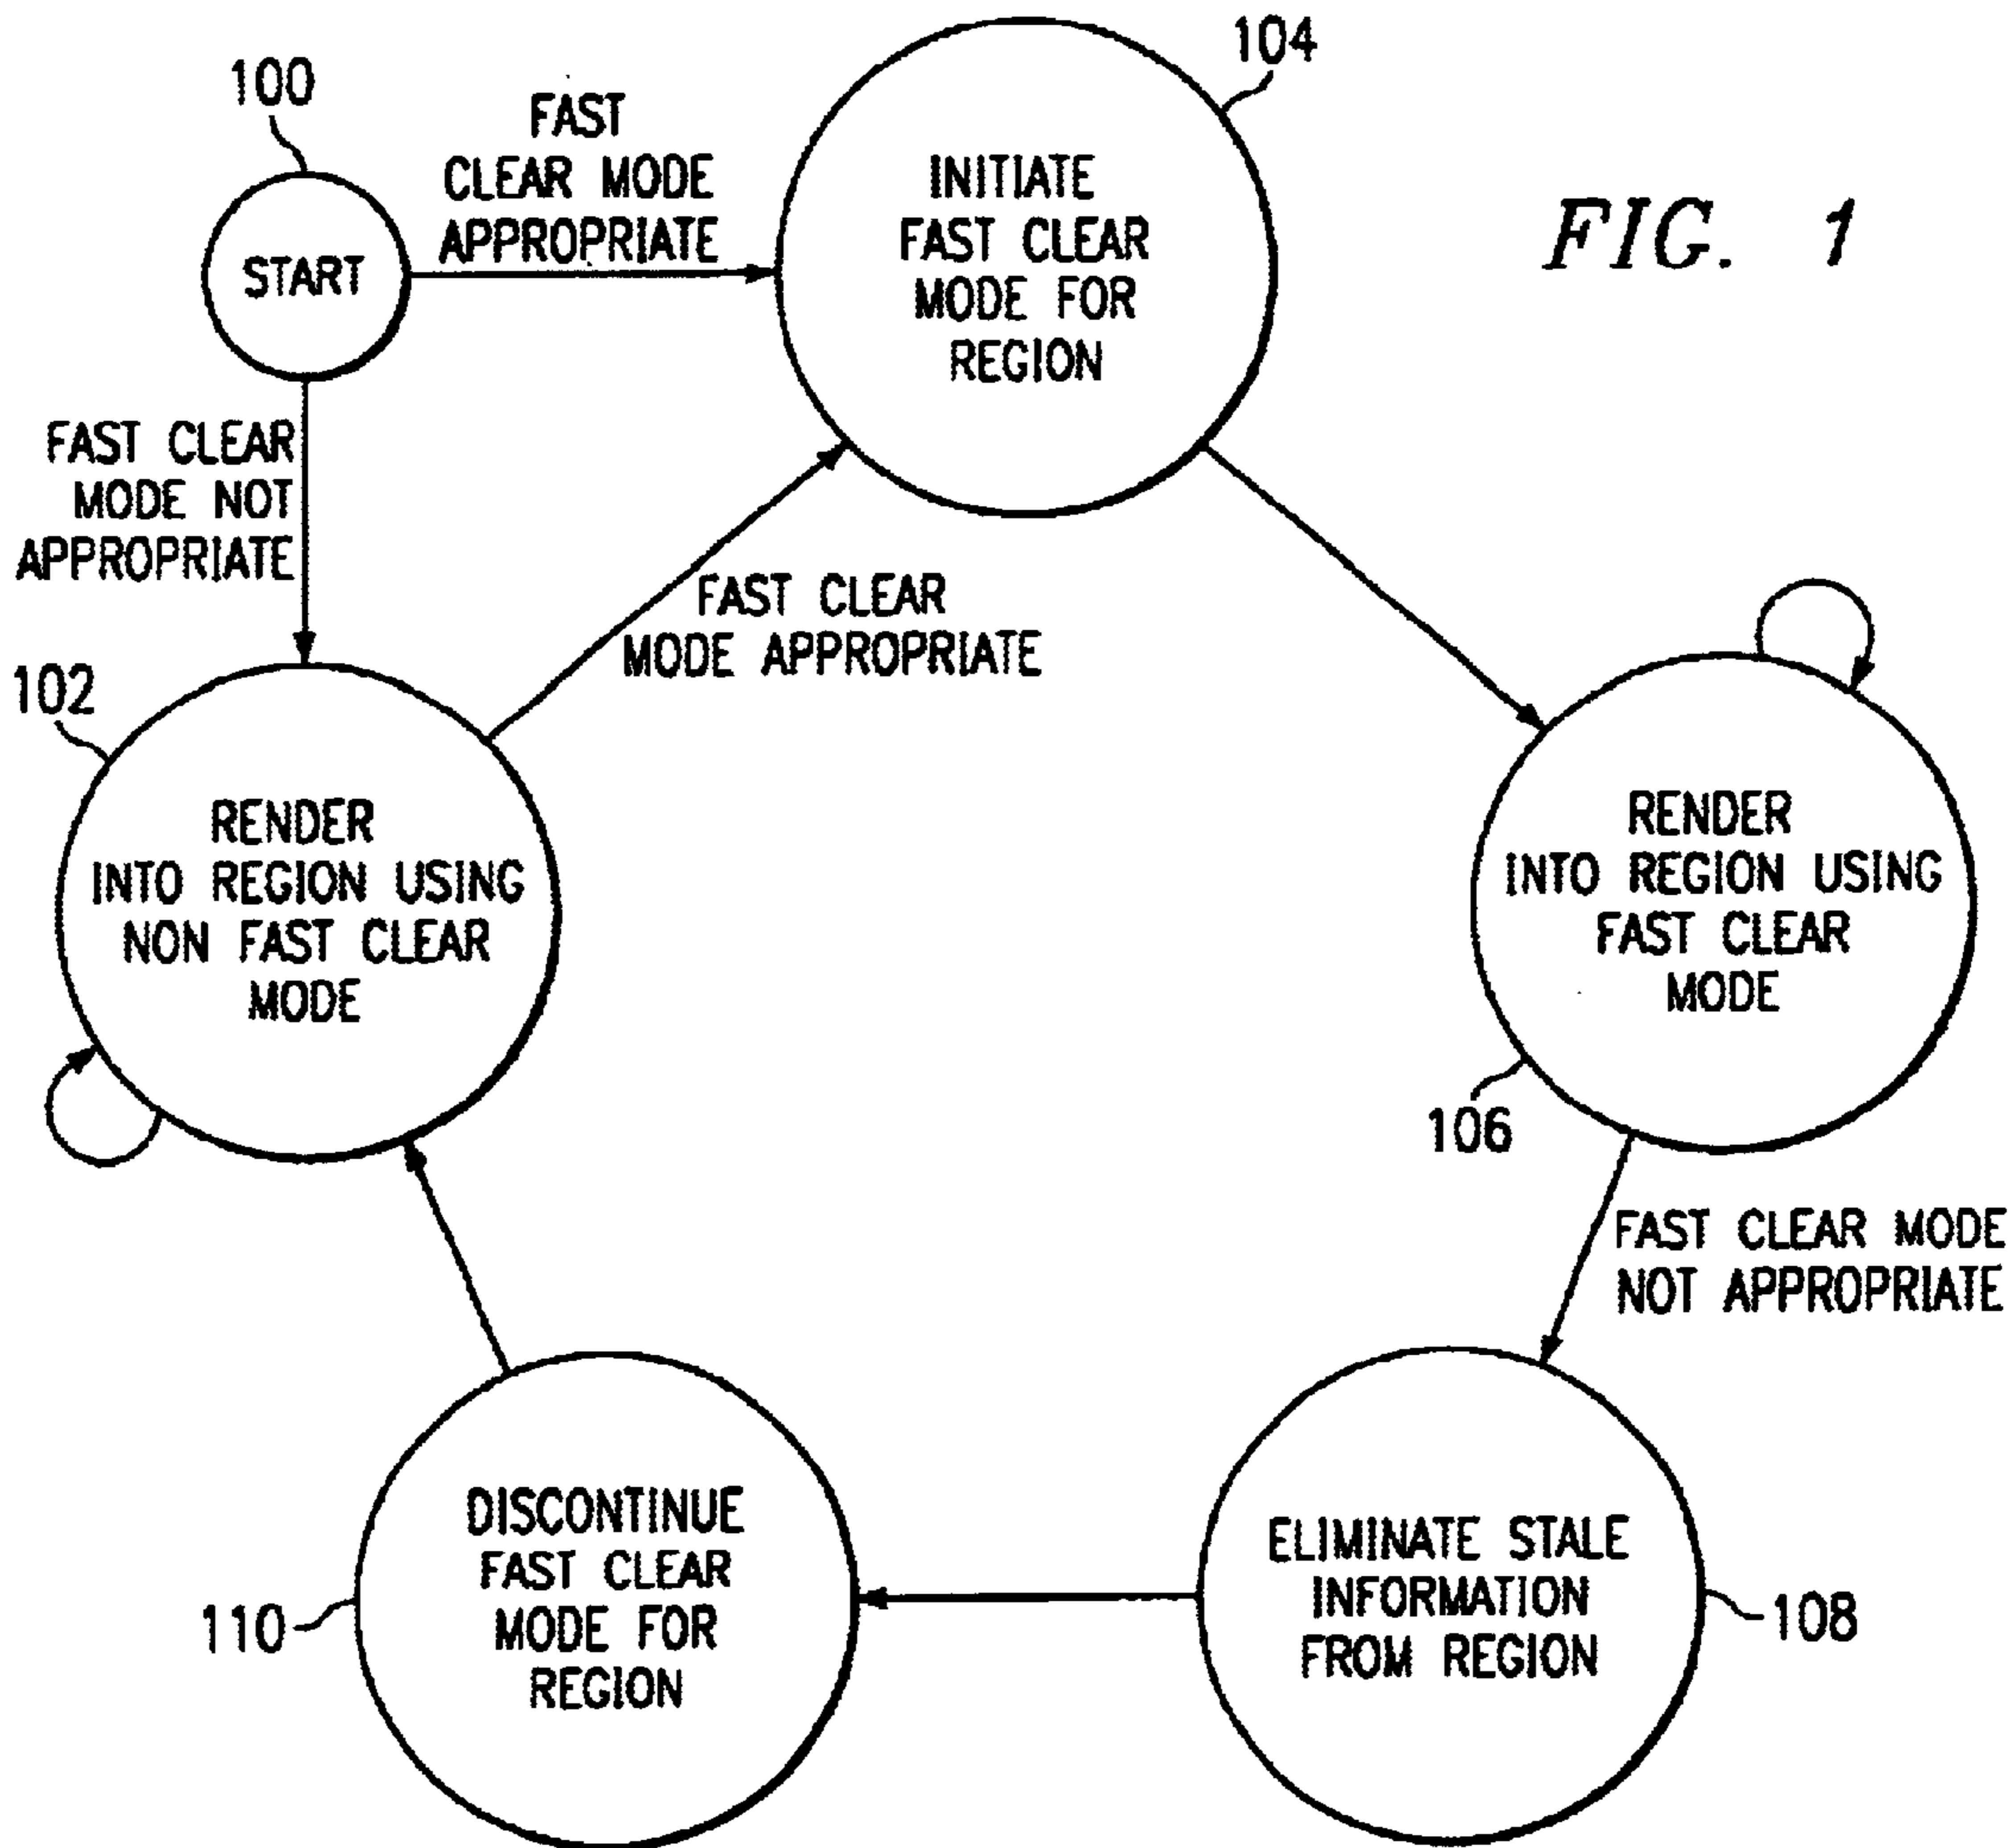 104
100
FAST
CLEAR MODE
APPROPRIATE
INITIATE
FAST CLEAR
MODE FOR
REGION
FIG. 1
START
FAST CLEAR
MODE NOT
APPROPRIATE
FAST CLEAR
MODE APPROPRIATE
102
RENDER
INTO REGION USING
NON FAST CLEAR
MODE
RENDER
INTO REGION USING
FAST CLEAR
MODE
106
FAST CLEAR MODE
NOT APPROPRIATE
DISCONTINUE
FAST CLEAR
MODE FOR
REGION
110
ELIMINATE STALE
INFORMATION
FROM REGION
108